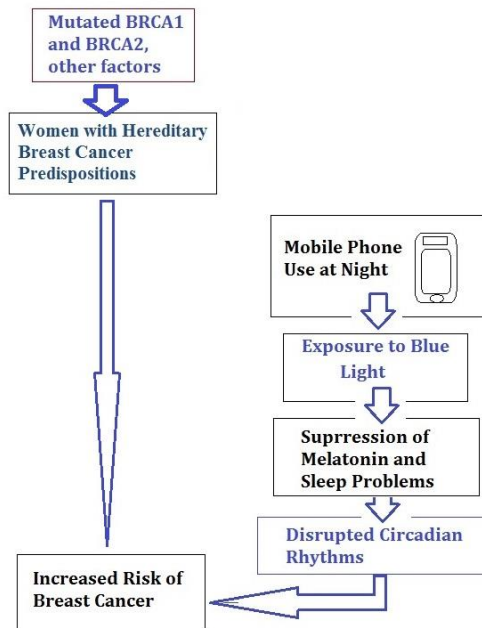 Mutated BRCA1
and BRCA2,
other factors
Women with Hereditary
Breast Cancer
Predispositions
Mobile Phone
Use at Night
Exposure to Blue
Light
Suprression of
Melatonin and
Sleep Problems
Disrupted Circadian
Rhythms
Increased Risk of
Breast Cancer